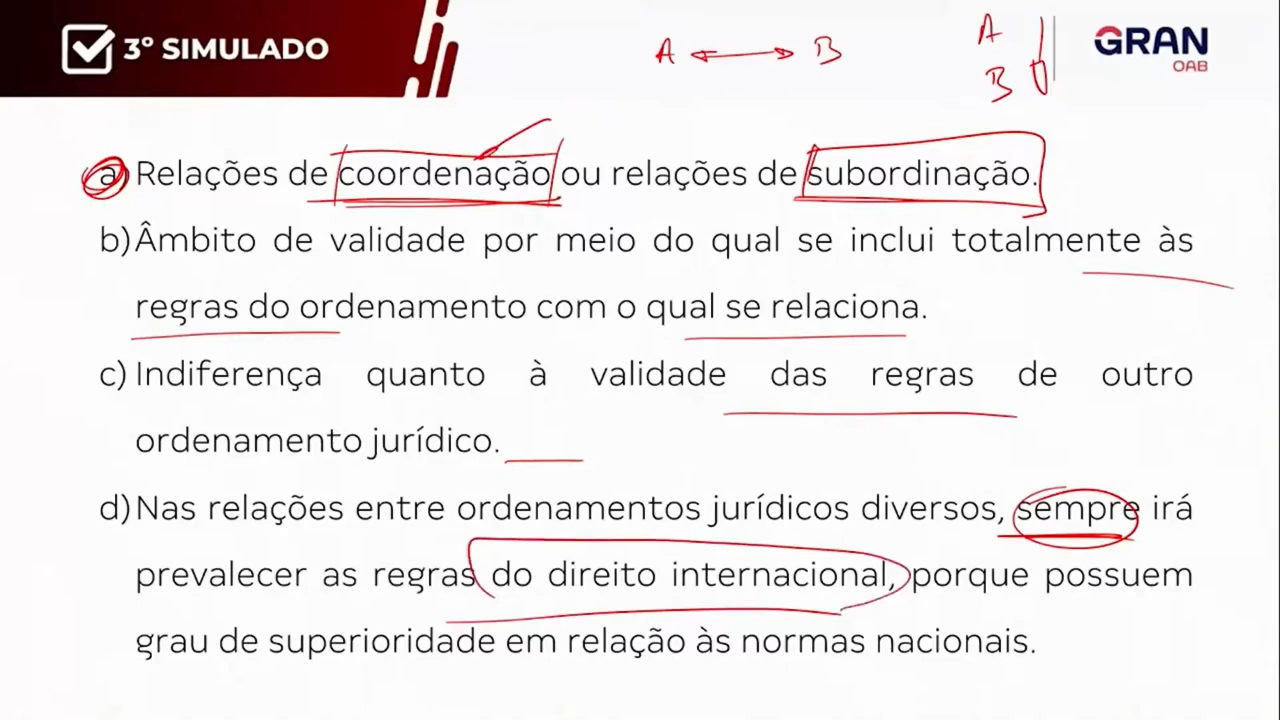 3º SIMULADO
A B
A
B
GRAN
OAB
a) Relações de coordenação ou relações de subordinação.
b) Âmbito de validade por meio do qual se inclui totalmente às
regras do ordenamento com o qual se relaciona.
c) Indiferença quanto à validade das regras de outro
ordenamento jurídico.
d) Nas relações entre ordenamentos jurídicos diversos, sempre irá
prevalecer as regras do direito internacional, porque possuem
grau de superioridade em relação às normas nacionais.